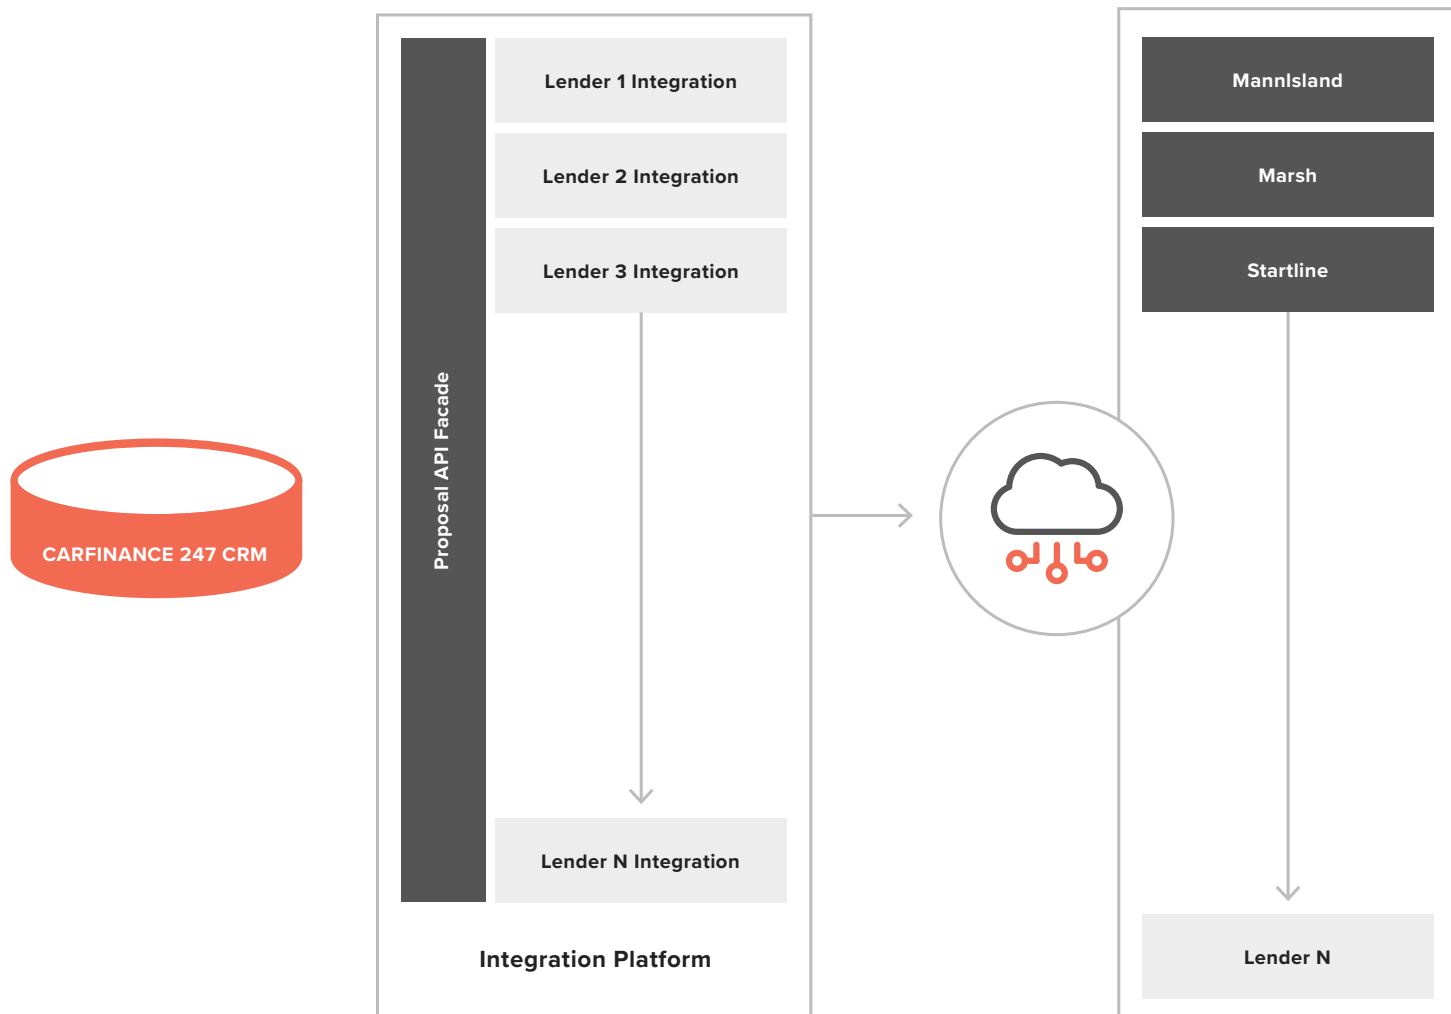 CARFINANCE 247 CRM
Proposal API Facade
Lender 1 Integration
Lender 2 Integration
Lender 3 Integration
Lender N Integration
Integration Platform
MannIsland
Marsh
Startline
Lender N